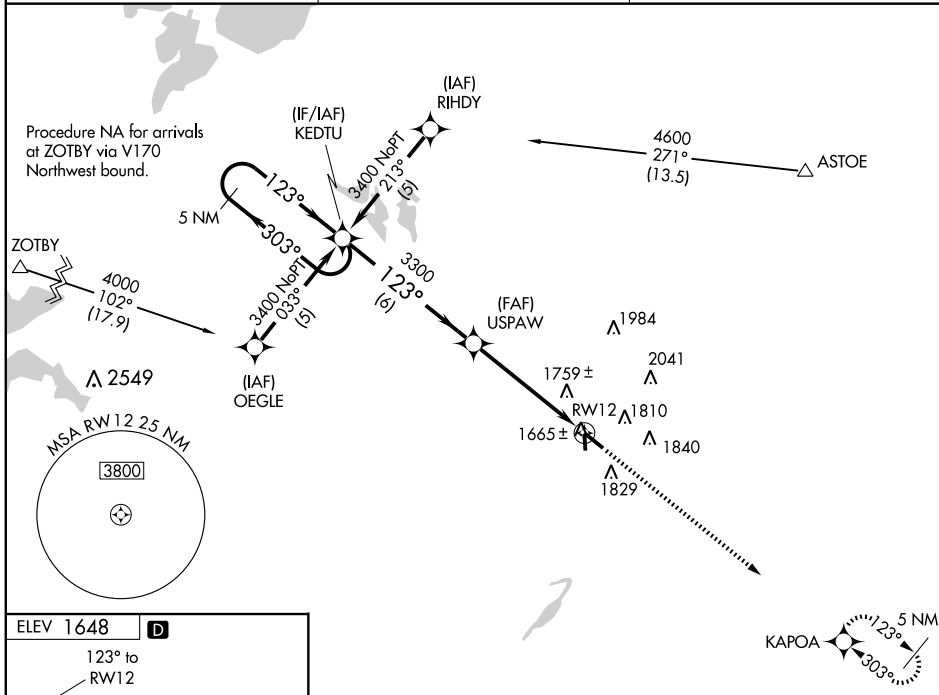 (IAF)
RIHDY
(IF/IAF)
KEDTU
Procedure NA for arrivals
at ZOTBY via V170
Northwest bound.
4600
271°
(13.5)
ASTOE
3400 NoPT
213°
(5)
123°
5 NM
303°
ZOTBY
4000
102°
(17.9)
3400 NoPT
033°
(5)
3300
123°
(6)
(FAF)
USPAW
(IAF)
OEGLE
1984
2041
1759 ±
RW12
1810
1665 ±
1840
1829
2549
MSA RW12 25 NM
3800
ELEV 1648 D
123° to
RW12
KAPOA
5 NM
123°
303°